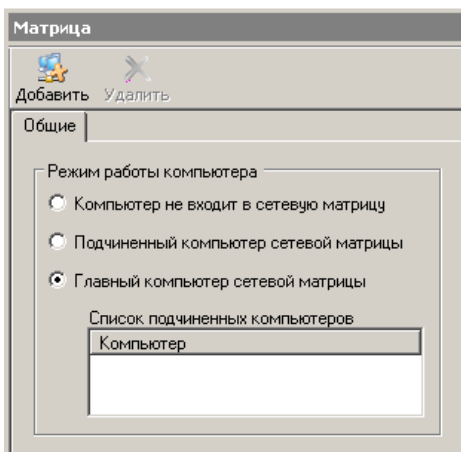 Матрица
Добавить Удалить
Общие
Режим работы компьютера
Компьютер не входит в сетевую матрицу
Подчиненный компьютер сетевой матрицы
Главный компьютер сетевой матрицы
Список подчиненных компьютеров
Компьютер